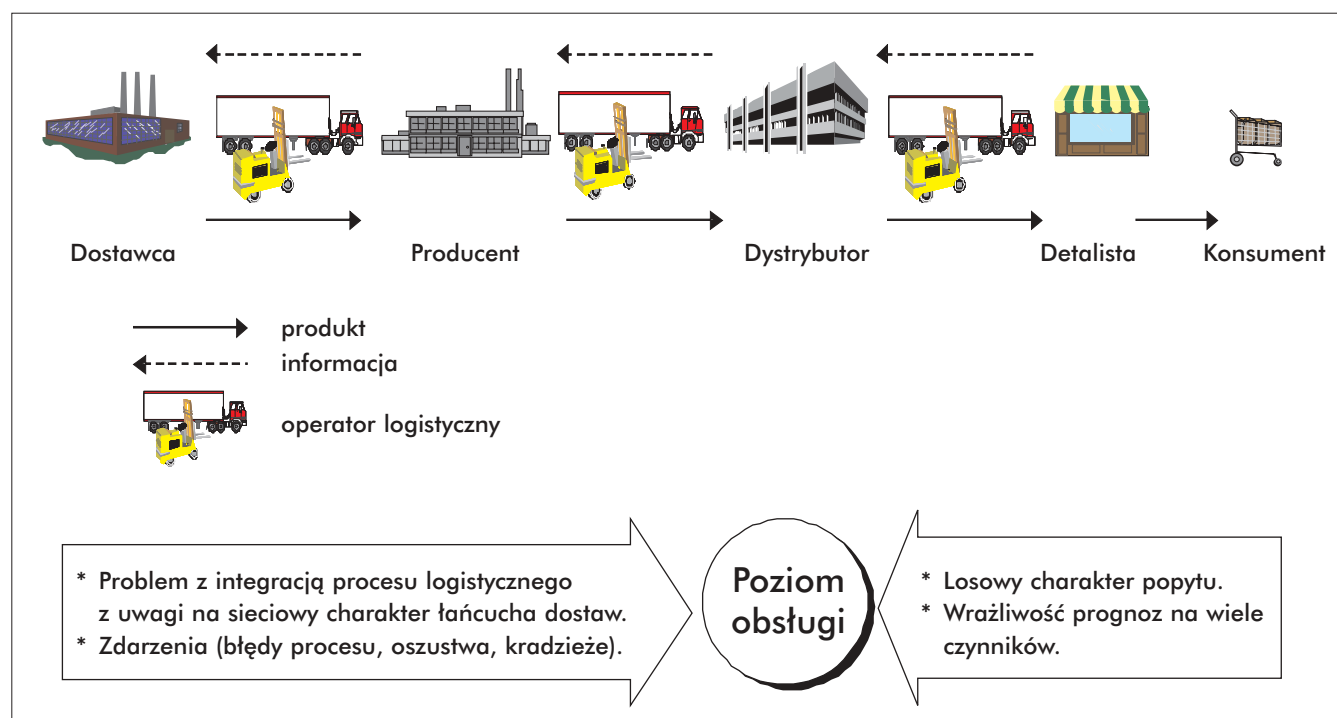 Dostawca
Producent
Dystrybutor
Detalista
Konsument
produkt
informacja
operator logistyczny
* Problem z integracją procesu logistycznego
z uwagi na sieciowy charakter łańcucha dostaw.
* Zdarzenia (błędy procesu, oszustwa, kradzieże).
Poziom
obsługi
* Losowy charakter popytu.
* Wrażliwość prognoz na wiele
czynników.